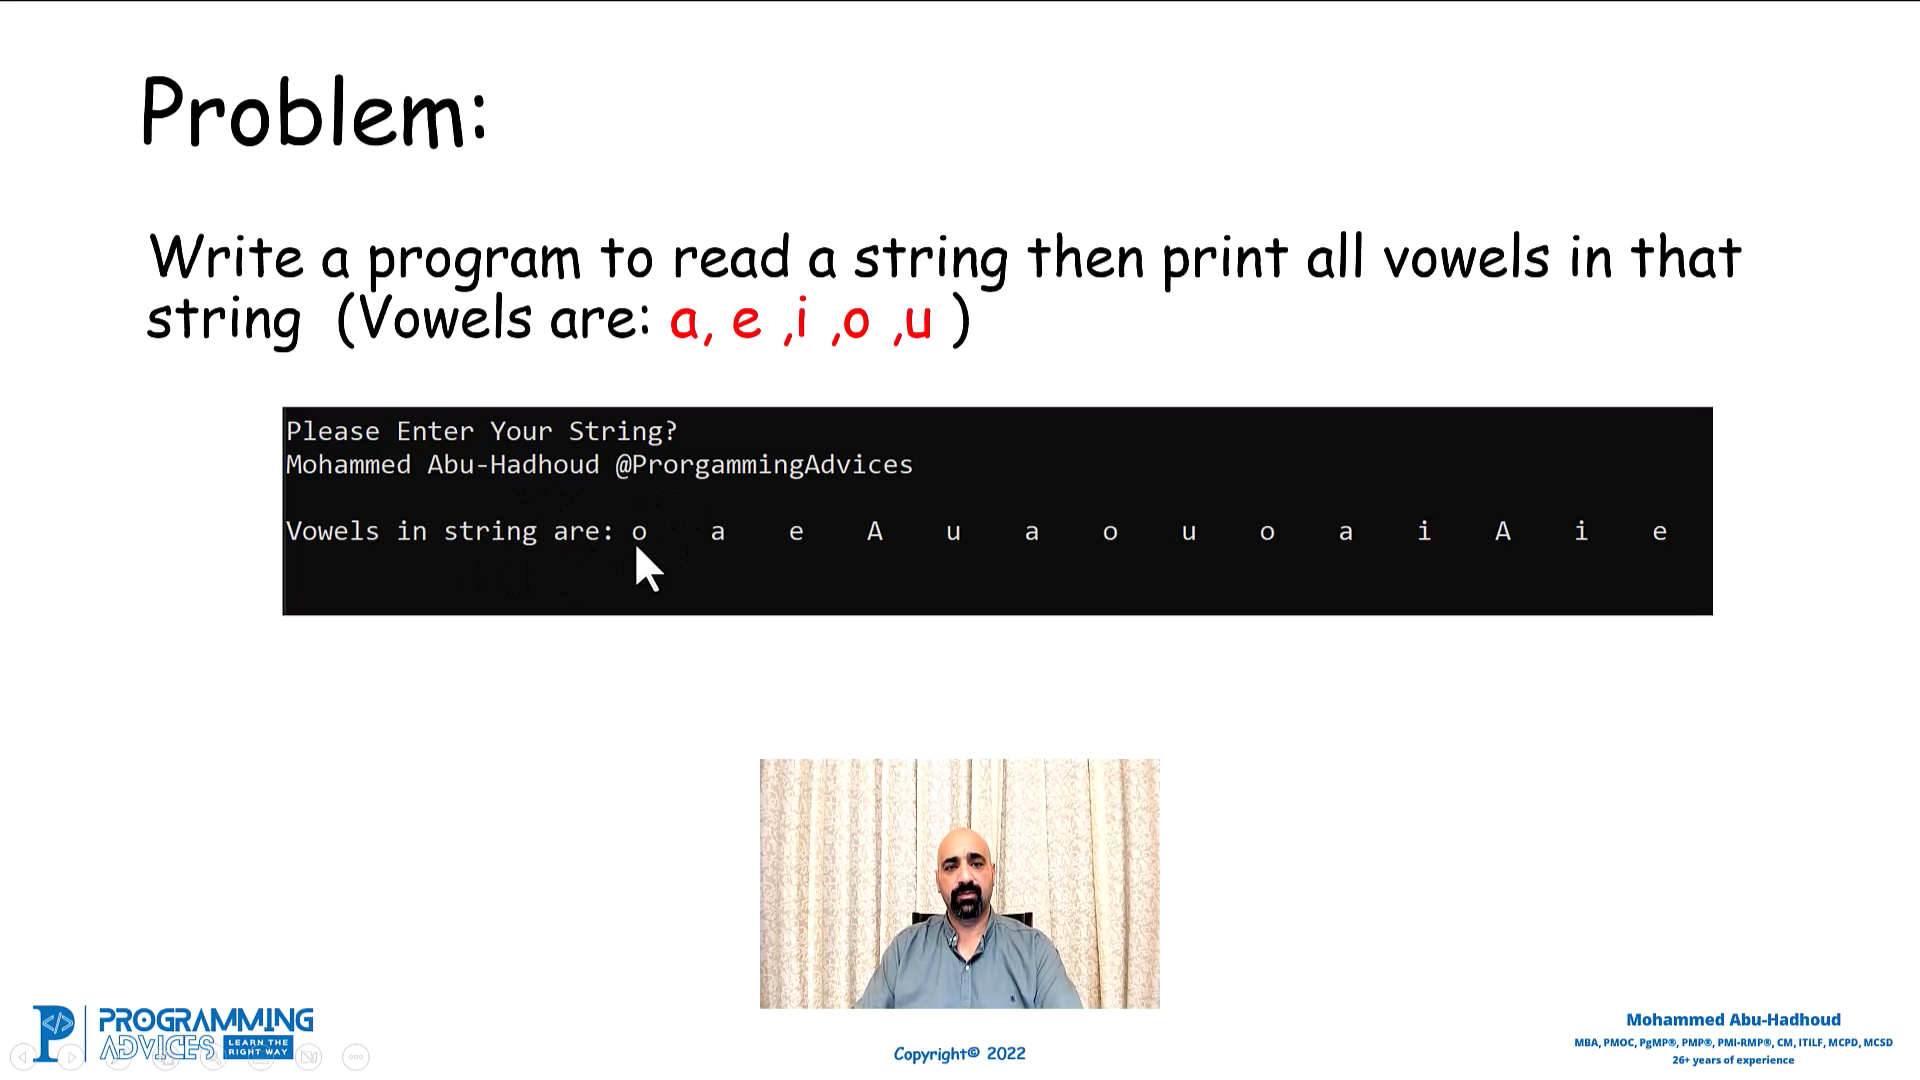 Problem:
Write a program to read a string then print all vowels in that
string (Vowels are: a, e ,i ,o ,u )
Please Enter Your String?
Mohammed Abu-Hadhoud @ProrgammingAdvices
Vowels in string are: o a e A u a o u o a i A i e
PROGRAMMING
ADVICES
LEARN THE
RIGHT WAY
Copyright© 2022
Mohammed Abu-Hadhoud
MBA, PMOC, PgMP®, PMP®, PMI-RMP®, CM, ITILF, MCPD, MCSD
26+ years of experience